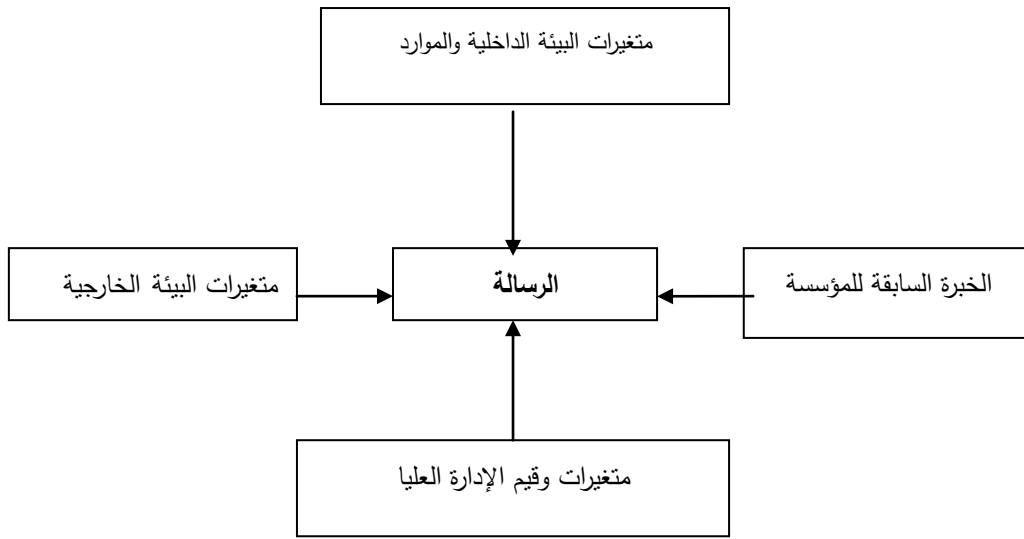 متغيرات البيئة الداخلية والموارد
الخبرة السابقة للمؤسسة
الرسالة
متغيرات البيئة الخارجية
متغيرات وقيم الإدارة العليا